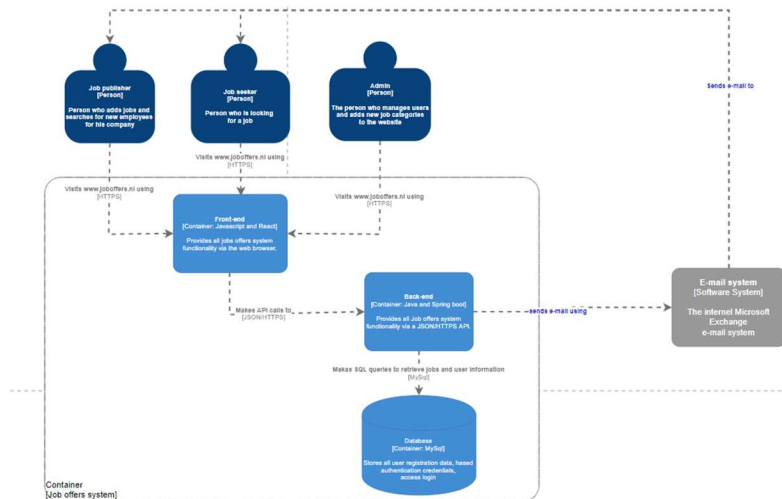 Sends e-mail to
Job publisher
[Person]
Person who adds jobs and
searches for new employees
for his company
Job seeker
[Person]
Person who is looking
for a job
Admin
[Person]
The person who manages users
and adds new job categories
to the website
Visits www.joboffers.nl using
[HTTPS]
Visits www.joboffers.nl using
[HTTPS]
Visits www.joboffers.nl using
[HTTPS]
Front-end
[Container: Javascript and React]
Provides all jobs offers system
functionality via the web browser.
Makes API calls to
[JSON/HTTPS]
Back-end
[Container: Java and Spring boot]
Provides all Job offers system
functionality via a JSON/HTTPS API.
sends e-mail using
E-mail system
[Software System]
The internel Microsoft
Exchange
e-mail system
Makas SQL queries to retrieve jobs and user information
[MySql]
Database
[Container: MySql]
Stores all user registration data, hased
authentication credentials,
access login
Container
[Job offers system]